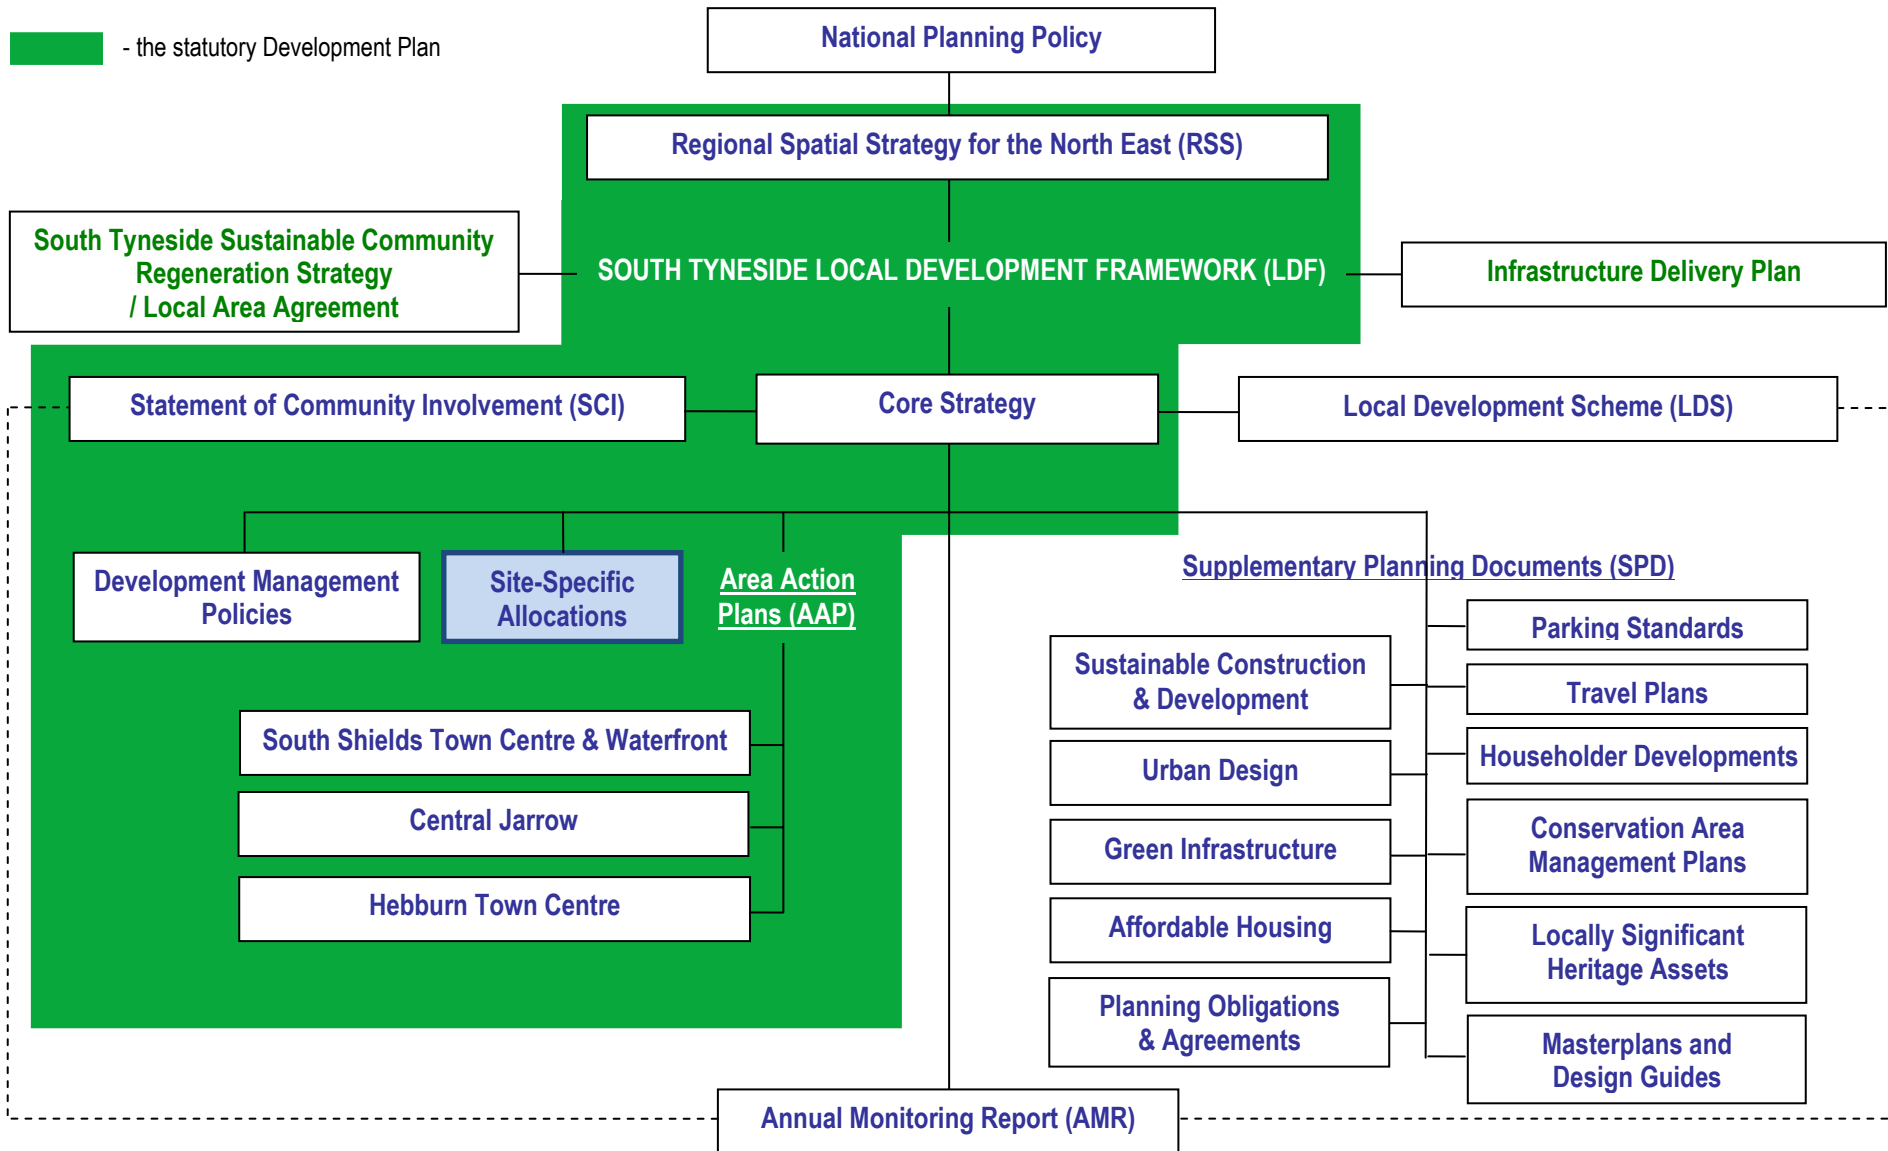 - the statutory Development Plan
National Planning Policy
Regional Spatial Strategy for the North East (RSS)
South Tyneside Sustainable Community
Regeneration Strategy
/ Local Area Agreement
SOUTH TYNESIDE LOCAL DEVELOPMENT FRAMEWORK (LDF)
Infrastructure Delivery Plan
Statement of Community Involvement (SCI)
Core Strategy
Local Development Scheme (LDS)
Development Management
Policies
Site-Specific
Allocations
Area Action
Plans (AAP)
South Shields Town Centre & Waterfront
Central Jarrow
Hebburn Town Centre
Supplementary Planning Documents (SPD)
Sustainable Construction
& Development
Urban Design
Green Infrastructure
Affordable Housing
Planning Obligations
& Agreements
Parking Standards
Travel Plans
Householder Developments
Conservation Area
Management Plans
Locally Significant
Heritage Assets
Masterplans and
Design Guides
Annual Monitoring Report (AMR)